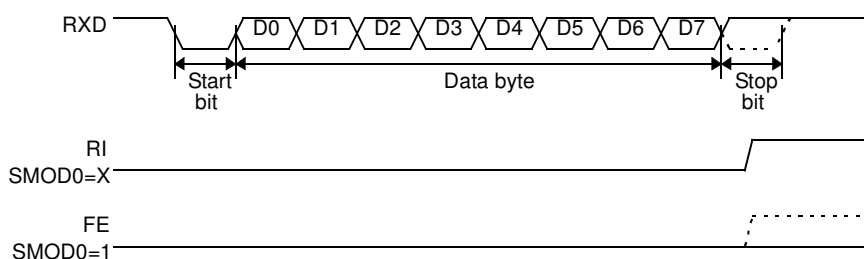 RXD D0 D1 D2 D3 D4 D5 D6 D7
Start bit
Data byte
Stop bit
RI
SMOD0=X
FE
SMOD0=1